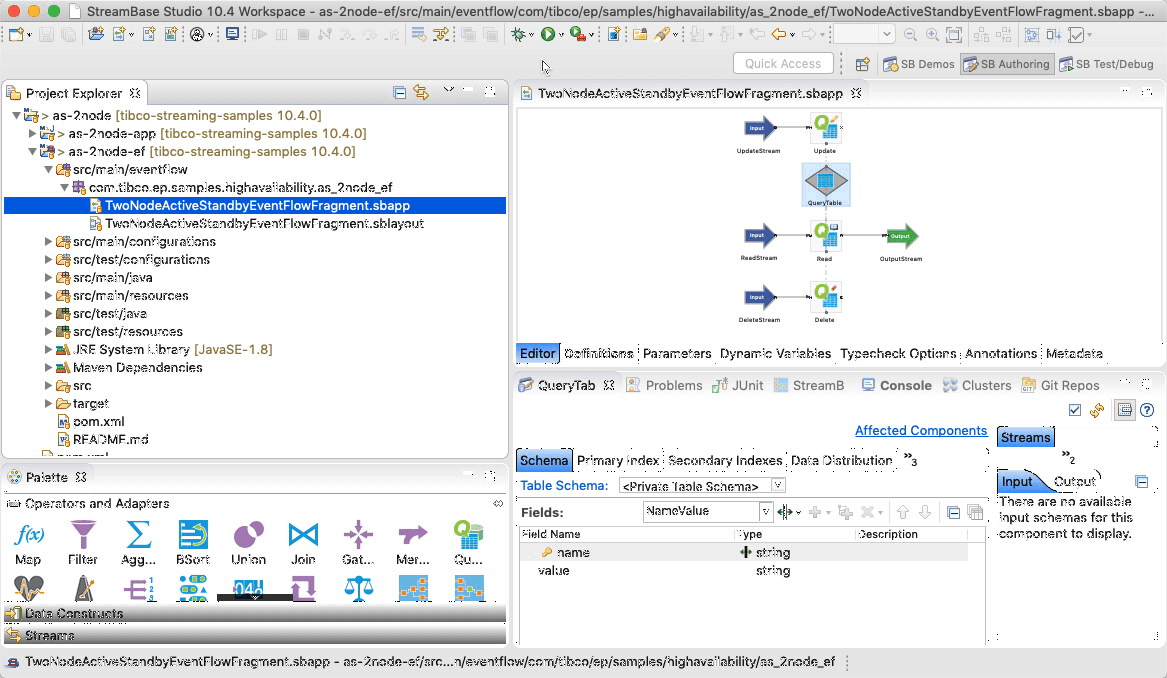 StreamBase Studio 10.4 Workspace - as-2node-ef/src/main/eventflow/com/tibco/ep/samples/highavailability/as_2node_ef/TwoNodeActiveStandbyEventFlowFragment.sbapp -...
Quick Access
SB Demos
SB Authoring
SB Test/Debug
Project Explorer
> as-2node [tibco-streaming-samples 10.4.0]
> as-2node-app [tibco-streaming-samples 10.4.0]
> as-2node-ef [tibco-streaming-samples 10.4.0]
src/main/eventflow
com.tibco.ep.samples.highavailability.as_2node_ef
TwoNodeActiveStandbyEventFlowFragment.sbapp
TwoNodeActiveStandbyEventFlowFragment.sblayout
src/main/configurations
src/test/configurations
src/main/java
src/main/resources
src/test/java
src/test/resources
JRE System Library [JavaSE-1.8]
Maven Dependencies
src
target
pom.xml
README.md
Palette
Operators and Adapters
Map Filter Agg... BSort Union Join Gat... Mer... Qu...
Data Constructs
Streams
TwoNodeActiveStandbyEventFlowFragment.sbapp
Input
UpdateStream Update
QueryTable
Input Output
ReadStream Read OutputStream
Input
DeleteStream Delete
Editor Definitions Parameters Dynamic Variables Typecheck Options Annotations Metadata
QueryTab Problems JUnit StreamB Console Clusters Git Repos
Affected Components
Schema Primary Index Secondary Indexes Data Distribution »3
Table Schema: <Private Table Schema>
Fields: NameValue
Field Name Type Description
name string
value string
Streams
»2
Input Output
There are no available
input schemas for this
component to display.
TwoNodeActiveStandbyEventFlowFragment.sbapp - as-2node-ef/src...n/eventflow/com/tibco/ep/samples/highavailability/as_2node_ef